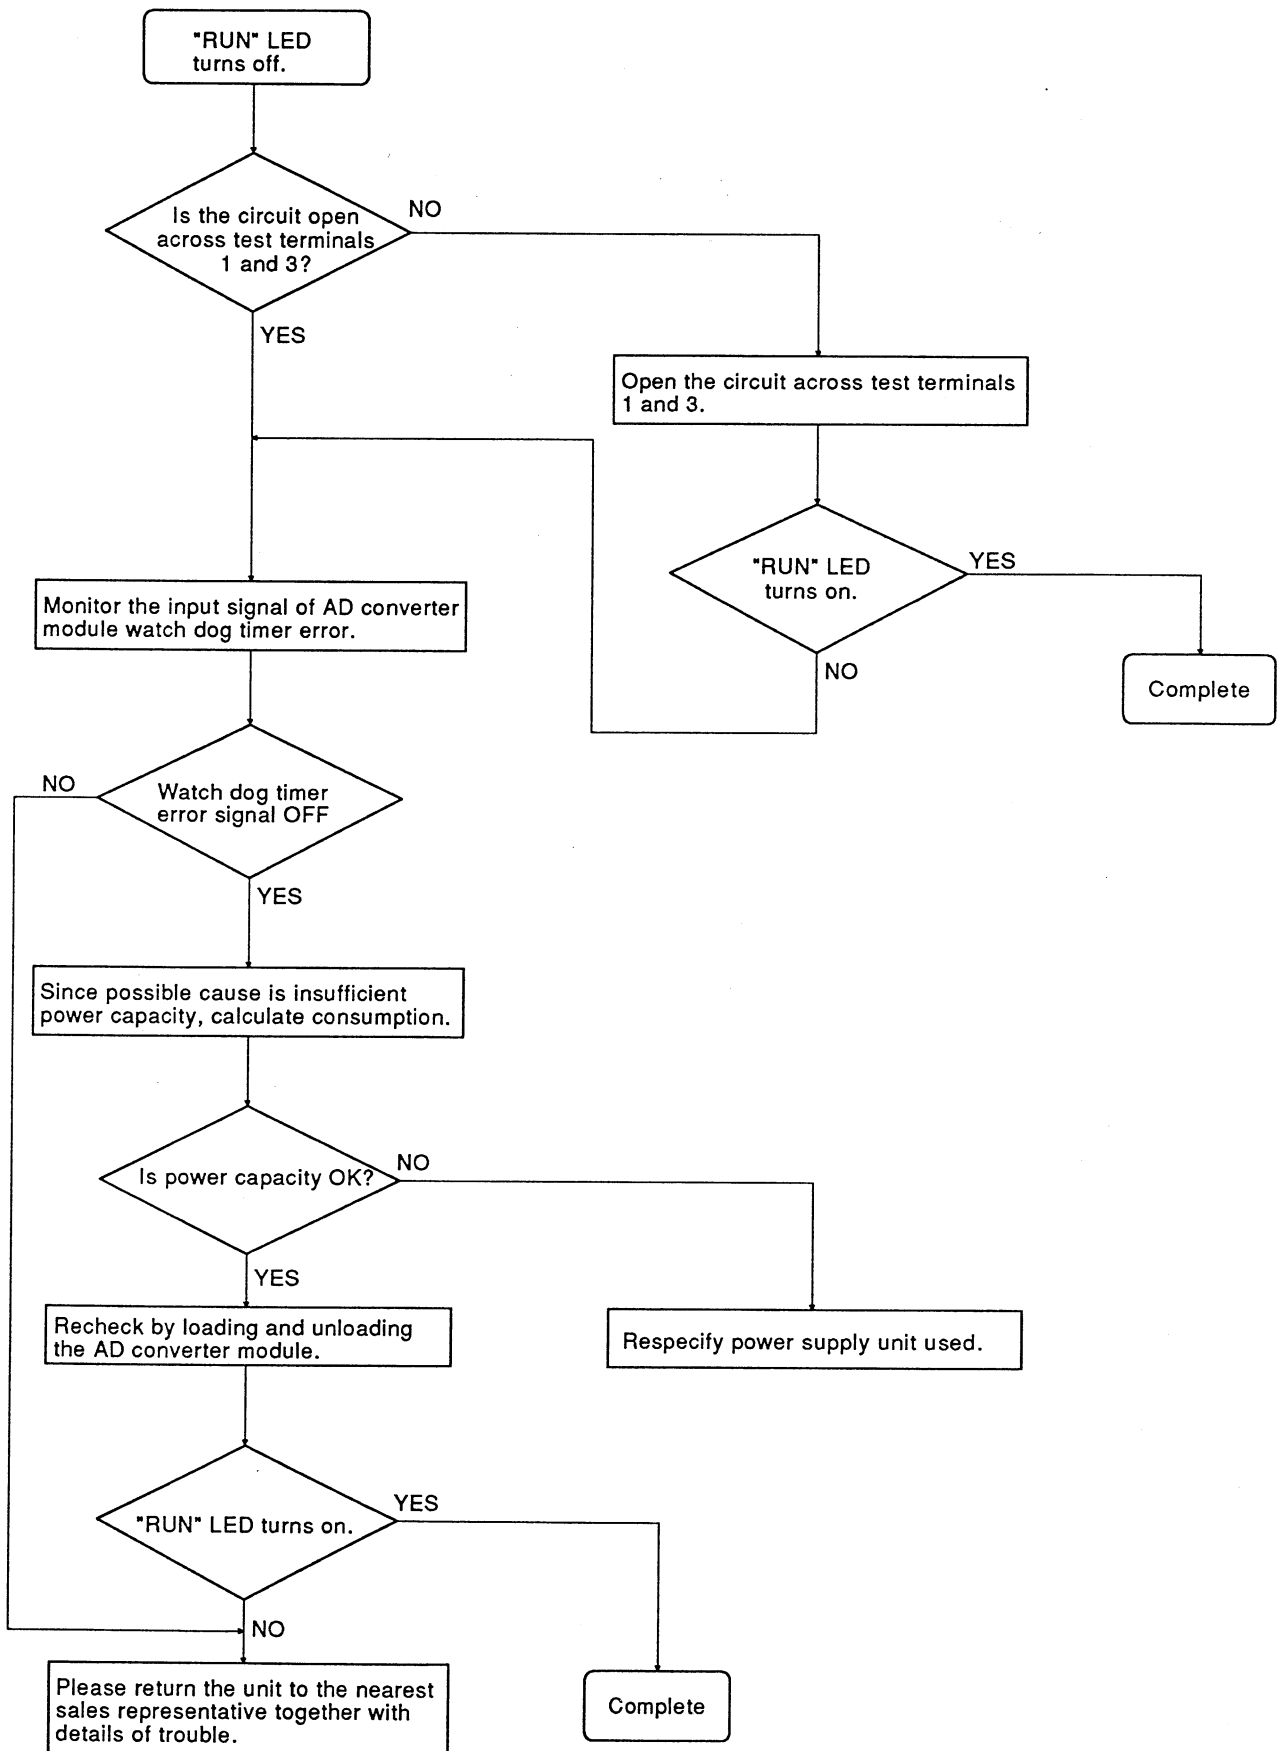 "RUN" LED
turns off.
Is the circuit open
across test terminals
1 and 3?
NO
YES
Open the circuit across test terminals
1 and 3.
"RUN" LED
turns on.
YES
NO
Complete
Monitor the input signal of AD converter
module watch dog timer error.
Watch dog timer
error signal OFF
NO
YES
Since possible cause is insufficient
power capacity, calculate consumption.
Is power capacity OK?
NO
YES
Respecify power supply unit used.
Recheck by loading and unloading
the AD converter module.
"RUN" LED turns on.
YES
NO
Complete
Please return the unit to the nearest
sales representative together with
details of trouble.